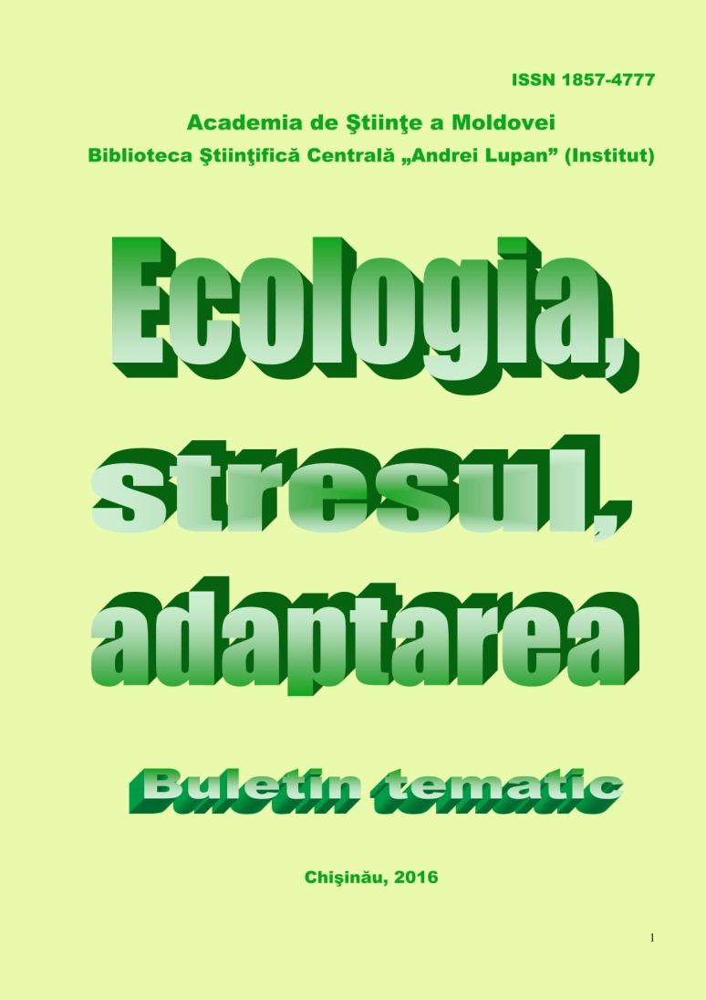 ISSN 1857-4777
Academia de Ştiinţe a Moldovei
Biblioteca Ştiinţifică Centrală „Andrei Lupan” (Institut)
Ecologia,
stresul,
adaptarea
Buletin tematic
Chişinău, 2016
1